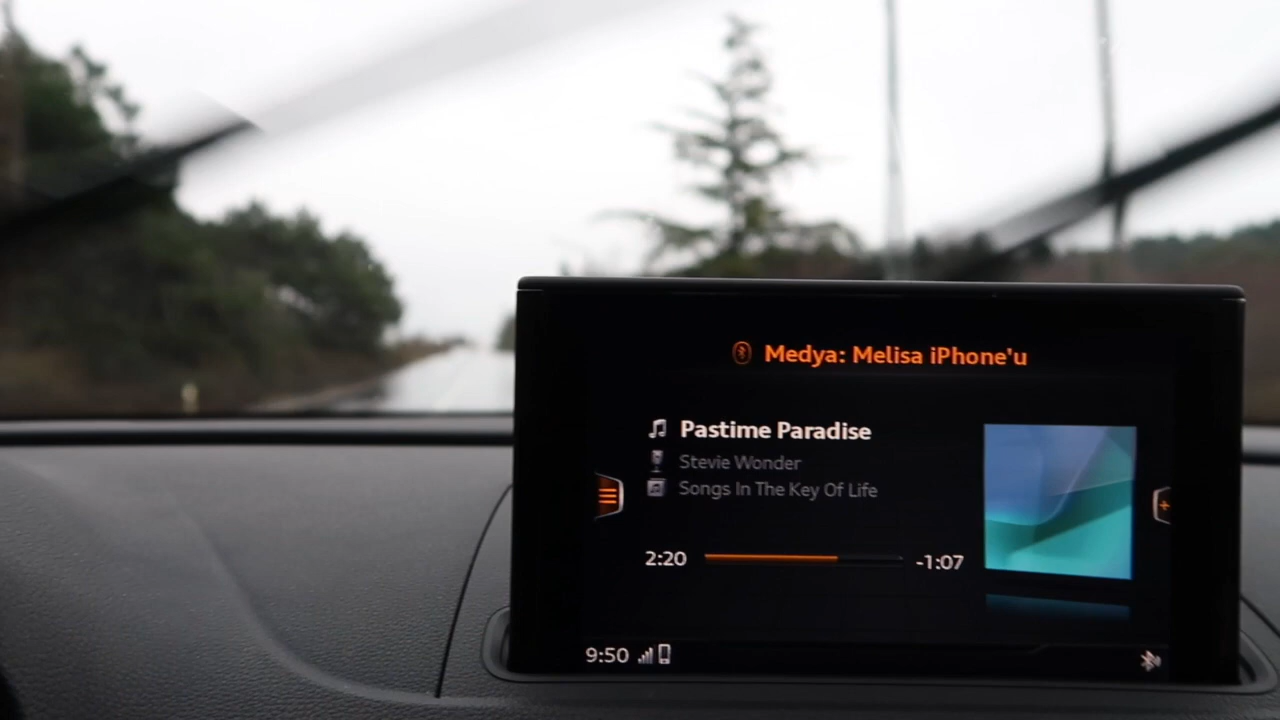 Medya: Melisa iPhone'u
Pastime Paradise
Stevie Wonder
Songs In The Key Of Life
2:20 -1:07
9:50